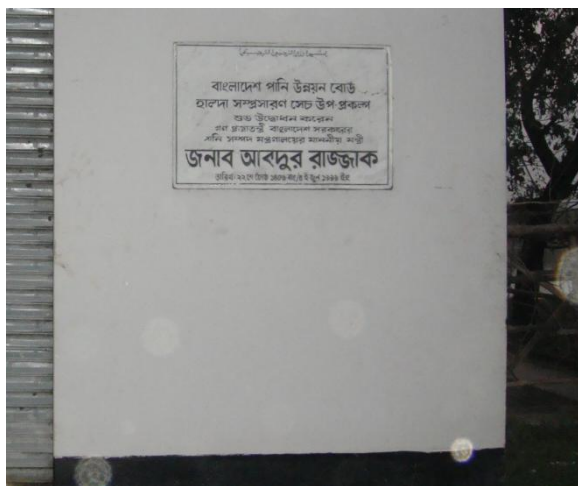 বাংলাদেশ পানি উন্নয়ন বোর্ড
হালদা সম্প্রসারণ সেচ উপ-প্রকল্প
শুভ উদ্বোধন করেন
গণ প্রজাতন্ত্রী বাংলাদেশ সরকারের
পানি সম্পদ মন্ত্রণালয়ের মাননীয় মন্ত্রী
জনাব আবদুর রাজ্জাক
তারিখঃ ২২শে জ্যৈষ্ঠ